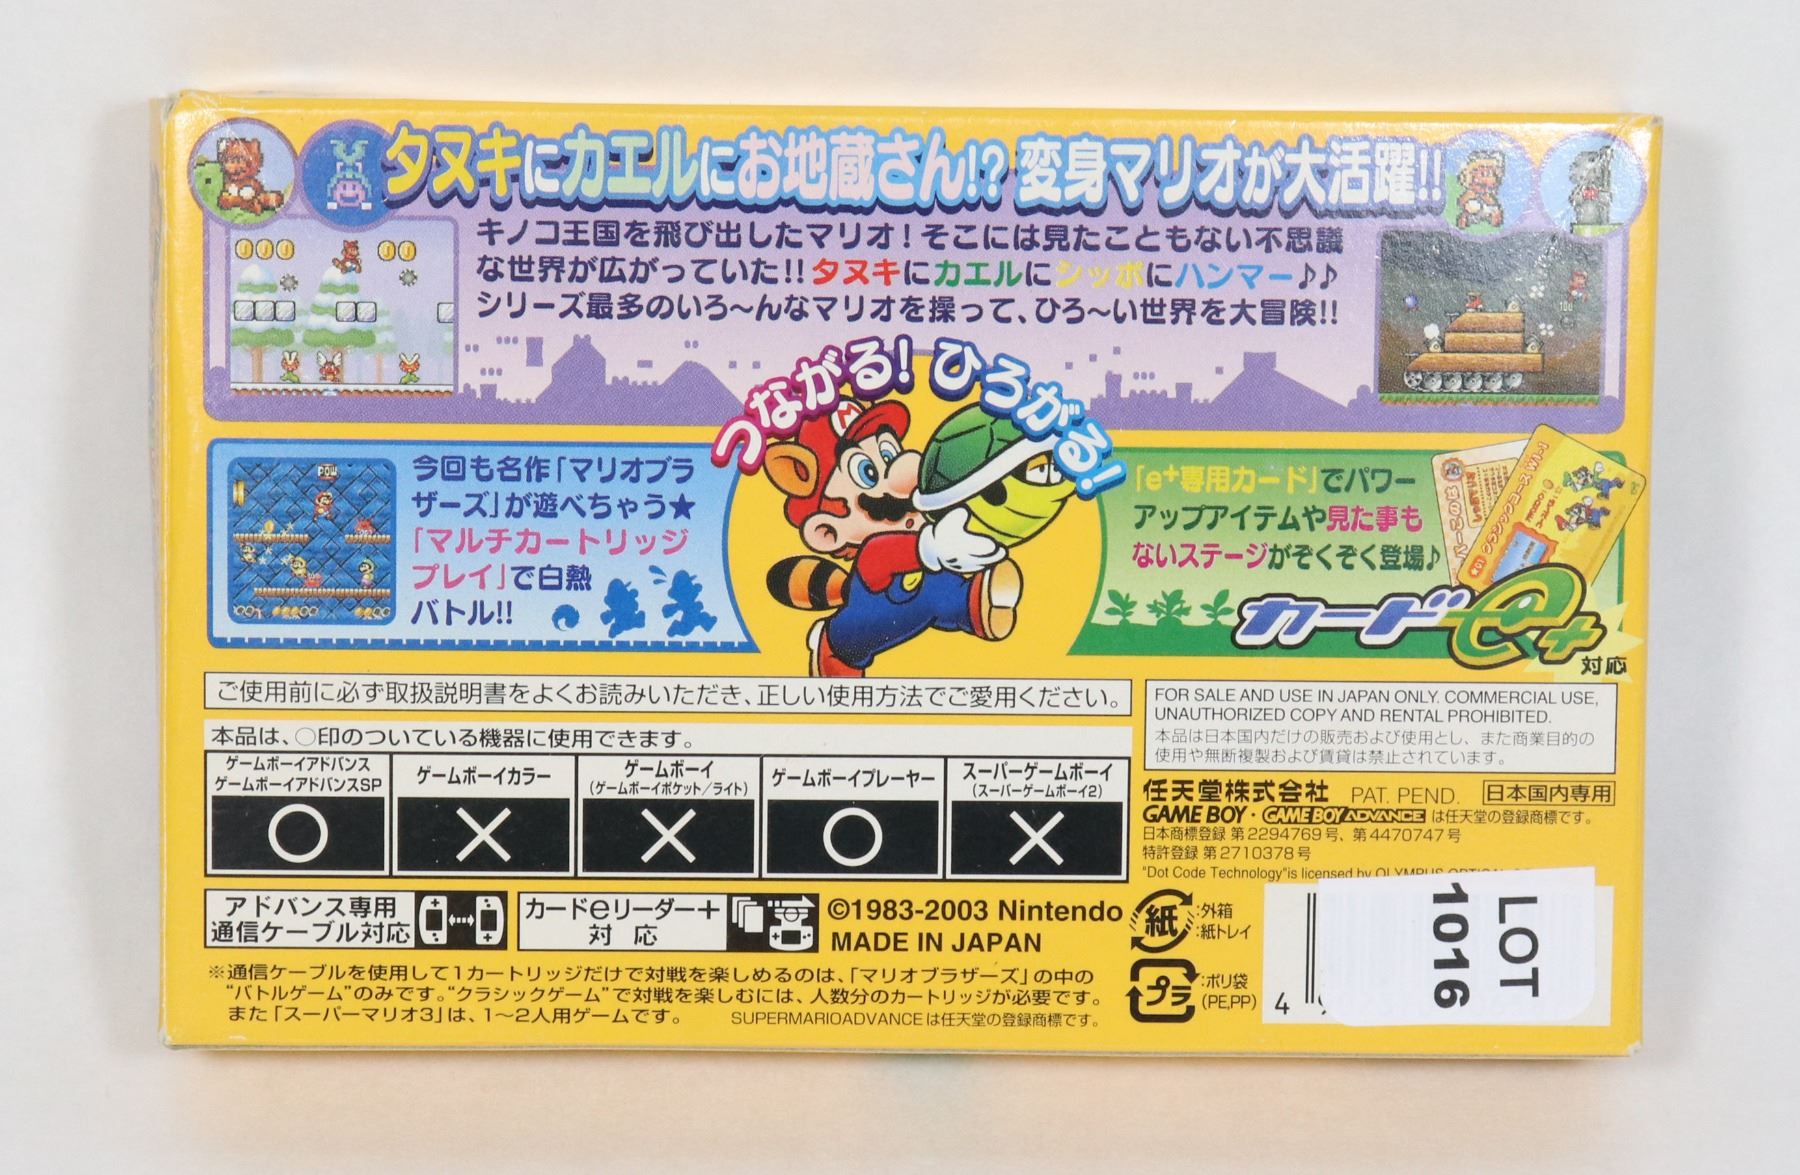 タヌキにカエルにお地蔵さん!? 変身マリオが大活躍!!
キノコ王国を飛び出したマリオ！そこには見たこともない不思議
な世界が広がっていた!!タヌキにカエルにシッポにハンマー♪♪
シリーズ最多のいろ〜んなマリオを操って、ひろ〜い世界を大冒険!!
つながる！ひろがる！
POW
今回も名作「マリオブラ
ザーズ」が遊べちゃう★
「マルチカートリッジ
プレイ」で白熱
バトル!!
M
「e+専用カード」でパワー
アップアイテムや見た事も
ないステージがぞくぞく登場♪
カードe+
対応
ご使用前に必ず取扱説明書をよくお読みいただき、正しい使用方法でご愛用ください。
本品は、○印のついている機器に使用できます。
ゲームボーイアドバンス
ゲームボーイアドバンスSP
○
ゲームボーイカラー
×
ゲームボーイ
(ゲームボーイポケット／ライト)
×
ゲームボーイプレーヤー
○
スーパーゲームボーイ
(スーパーゲームボーイ2)
×
FOR SALE AND USE IN JAPAN ONLY. COMMERCIAL USE,
UNAUTHORIZED COPY AND RENTAL PROHIBITED.
本品は日本国内だけの販売および使用とし、また商業目的の
使用や無断複製および賃貸は禁止されています。
任天堂株式会社 PAT. PEND. 日本国内専用
GAME BOY・GAME BOY ADVANCE は任天堂の登録商標です。
日本商標登録 第2294769号、第4470747号
特許登録 第2710378号
"Dot Code Technology"is licensed by OLYMPUS
アドバンス専用
通信ケーブル対応
カードeリーダー+
対応
©1983-2003 Nintendo
MADE IN JAPAN
紙 :外箱
:紙トレイ
プラ :ポリ袋
(PE,PP)
4
LOT
1016
※通信ケーブルを使用して1カートリッジだけで対戦を楽しめるのは、「マリオブラザーズ」の中の
"バトルゲーム"のみです。"クラシックゲーム"で対戦を楽しむには、人数分のカートリッジが必要です。
また「スーパーマリオ3」は、1〜2人用ゲームです。
SUPERMARIOADVANCEは任天堂の登録商標です。